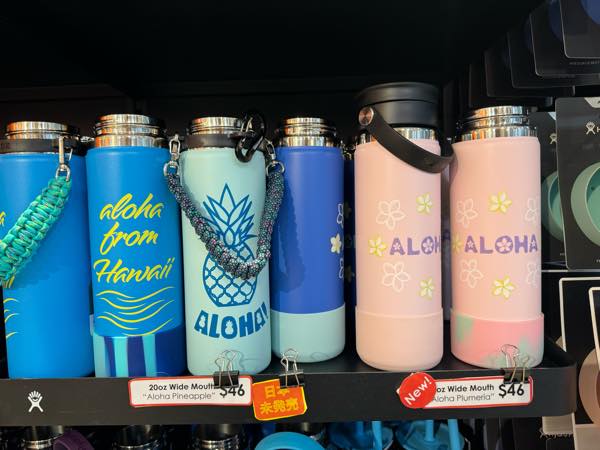 aloha
from
Hawaii
ALOHA
ALOHA
ALOHA
20oz Wide Mouth
"Aloha Pineapple" $46
日本
未発売
New!
oz Wide Mouth
Aloha Plumeria" $46